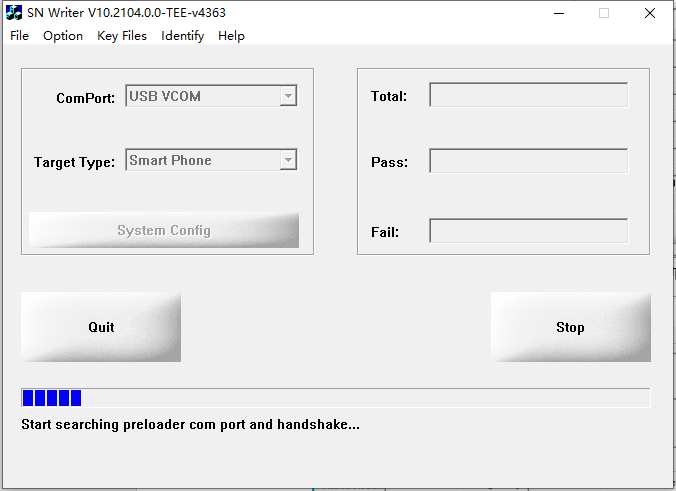 SN Writer V10.2104.0.0-TEE-v4363
File Option Key Files Identify Help
ComPort: USB VCOM
Target Type: Smart Phone
System Config
Total:
Pass:
Fail:
Quit
Stop
Start searching preloader com port and handshake...